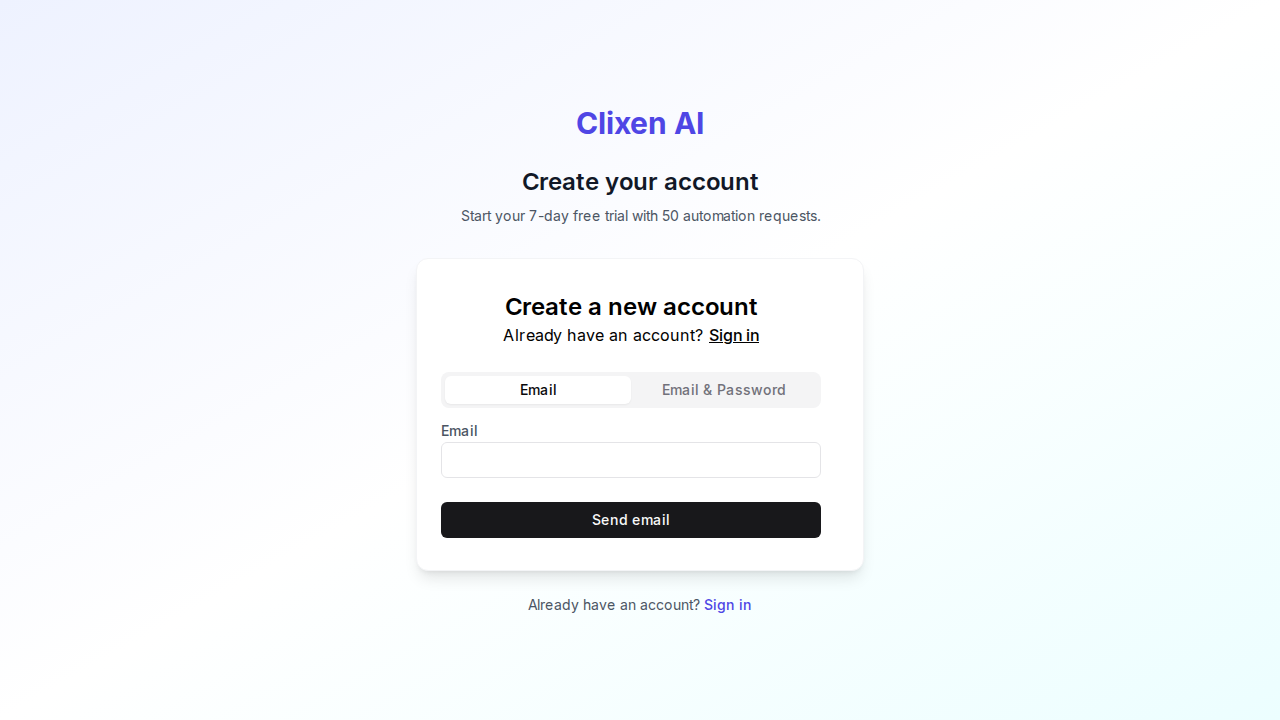 Clixen AI
Create your account
Start your 7-day free trial with 50 automation requests.
Create a new account
Already have an account? Sign in
Email
Email & Password
Email
Send email
Already have an account? Sign in